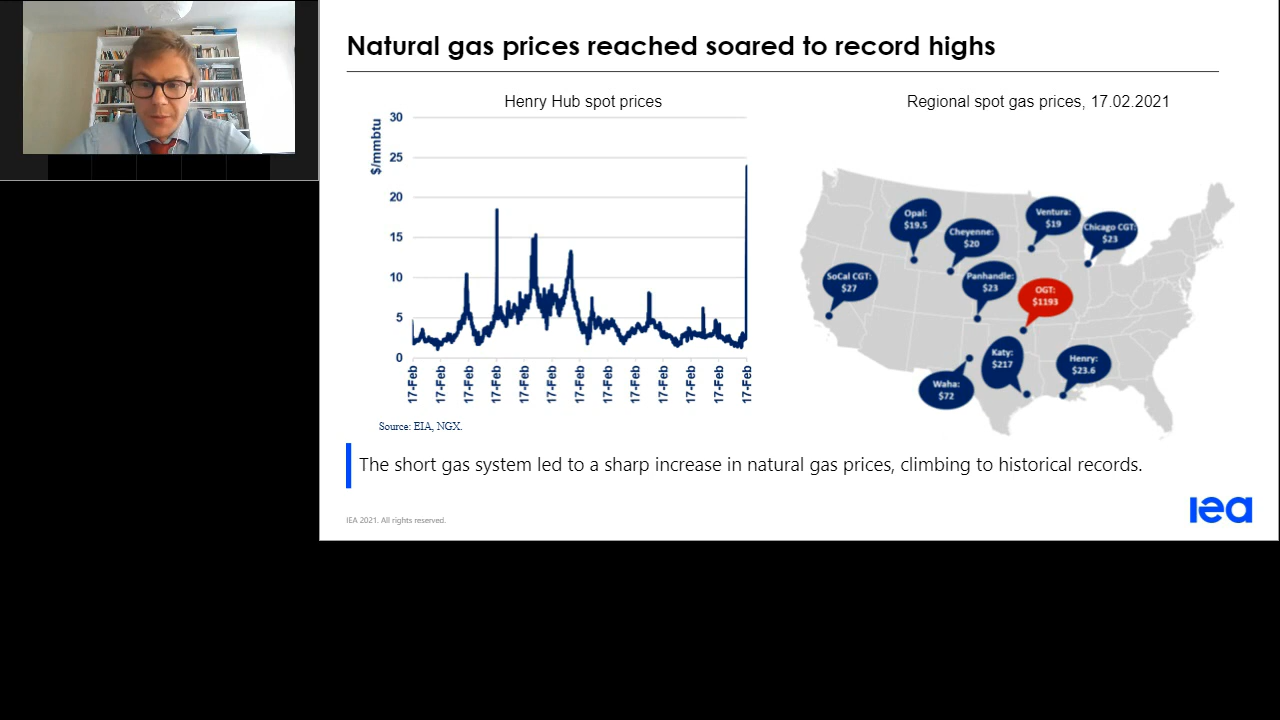 Natural gas prices reached soared to record highs
Henry Hub spot prices
$/mmbtu
30
25
20
15
10
5
0
17-Feb
17-Feb
17-Feb
17-Feb
17-Feb
17-Feb
17-Feb
17-Feb
17-Feb
17-Feb
17-Feb
17-Feb
17-Feb
Source: EIA, NGX.
Regional spot gas prices, 17.02.2021
Opal:
$19.5
Cheyenne:
$20
Ventura:
$19
Chicago CGT:
$23
SoCal CGT:
$27
Panhandle:
$23
OGT:
$1193
Katy:
$217
Henry:
$23.6
Waha:
$72
The short gas system led to a sharp increase in natural gas prices, climbing to historical records.
IEA 2021. All rights reserved.
iea